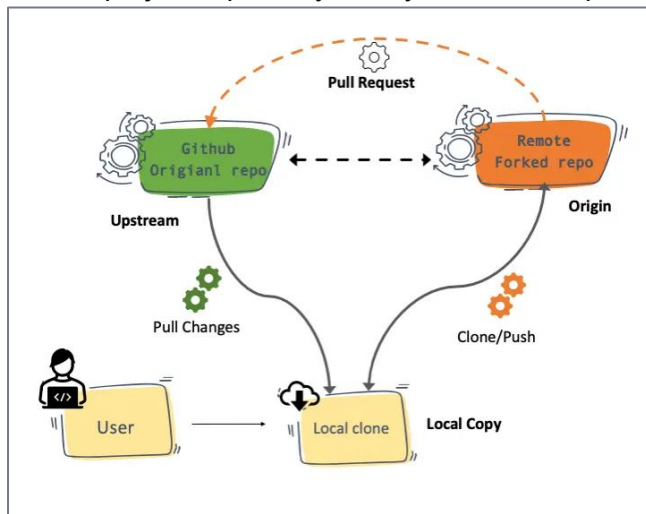 Pull Request
Github
Origianl repo
Remote
Forked repo
Upstream
Origin
Pull Changes
Clone/Push
</>
User
Local clone
Local Copy